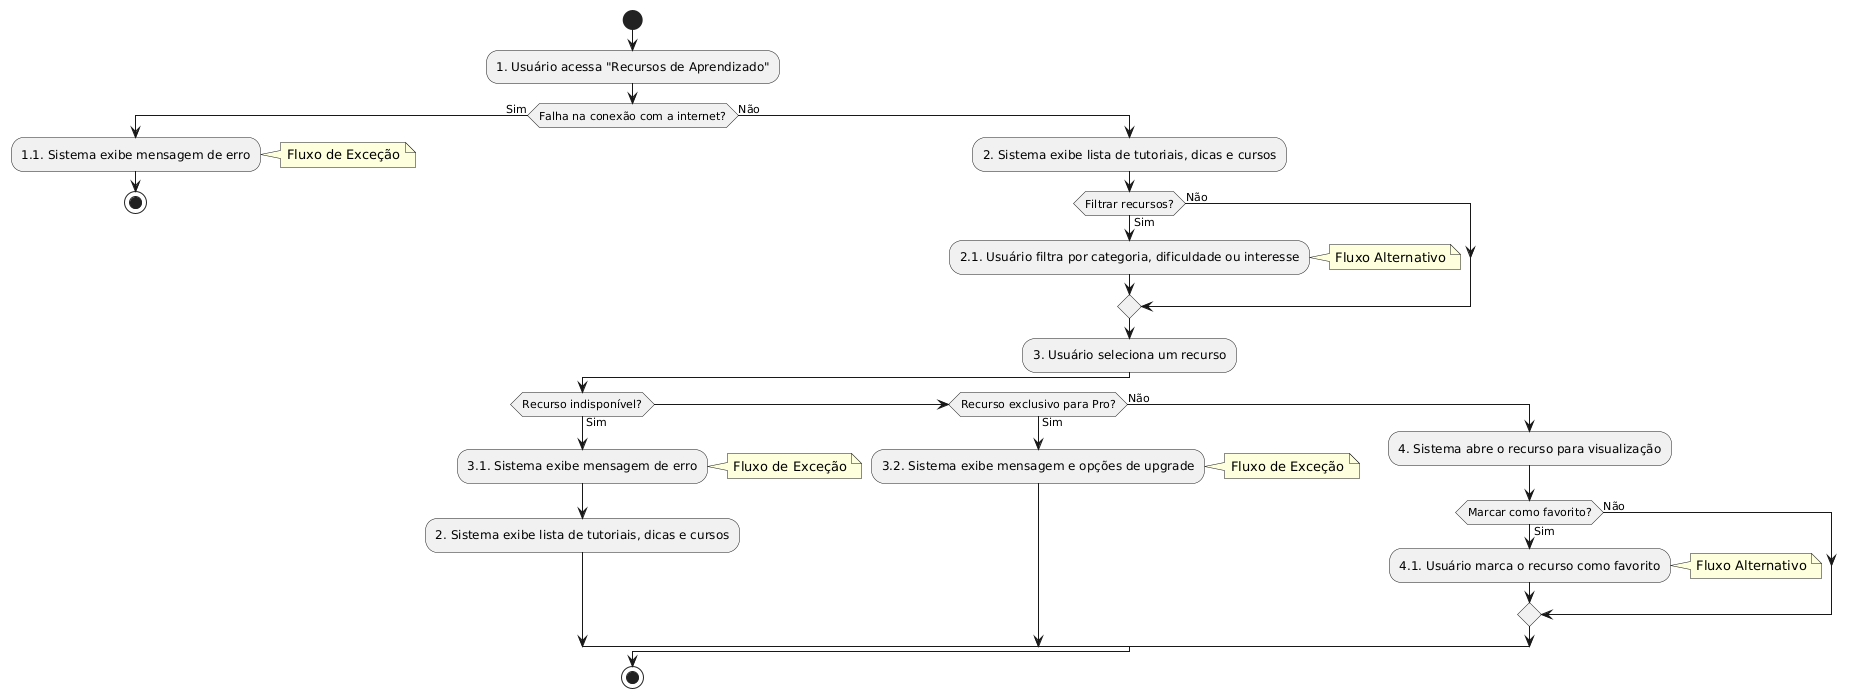 1. Usuário acessa "Recursos de Aprendizado"
Sim
Falha na conexão com a internet?
Não
1.1. Sistema exibe mensagem de erro
Fluxo de Exceção
2. Sistema exibe lista de tutoriais, dicas e cursos
Filtrar recursos?
Não
Sim
2.1. Usuário filtra por categoria, dificuldade ou interesse
Fluxo Alternativo
3. Usuário seleciona um recurso
Recurso indisponível?
Sim
Recurso exclusivo para Pro?
Não
Sim
3.1. Sistema exibe mensagem de erro
Fluxo de Exceção
3.2. Sistema exibe mensagem e opções de upgrade
Fluxo de Exceção
4. Sistema abre o recurso para visualização
2. Sistema exibe lista de tutoriais, dicas e cursos
Marcar como favorito?
Não
Sim
4.1. Usuário marca o recurso como favorito
Fluxo Alternativo